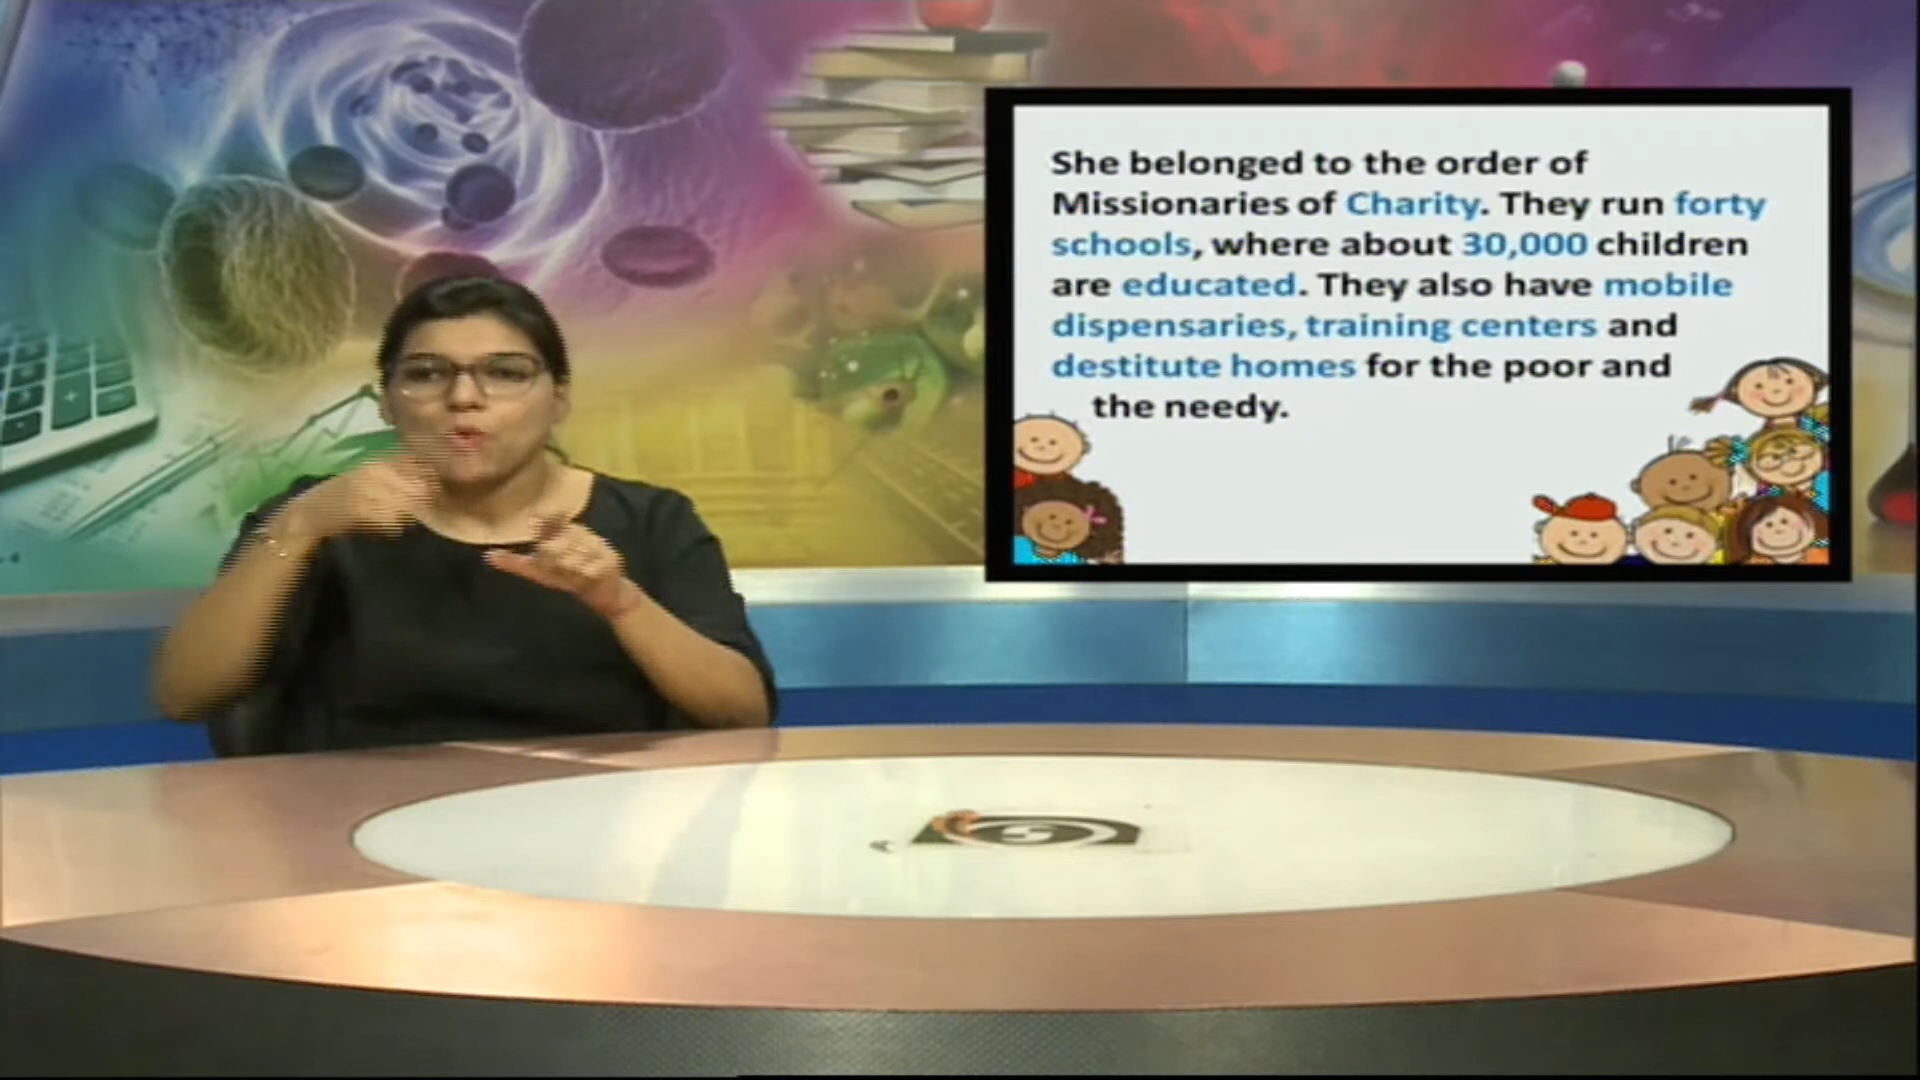 She belonged to the order of
Missionaries of Charity. They run forty
schools, where about 30,000 children
are educated. They also have mobile
dispensaries, training centers and
destitute homes for the poor and
the needy.